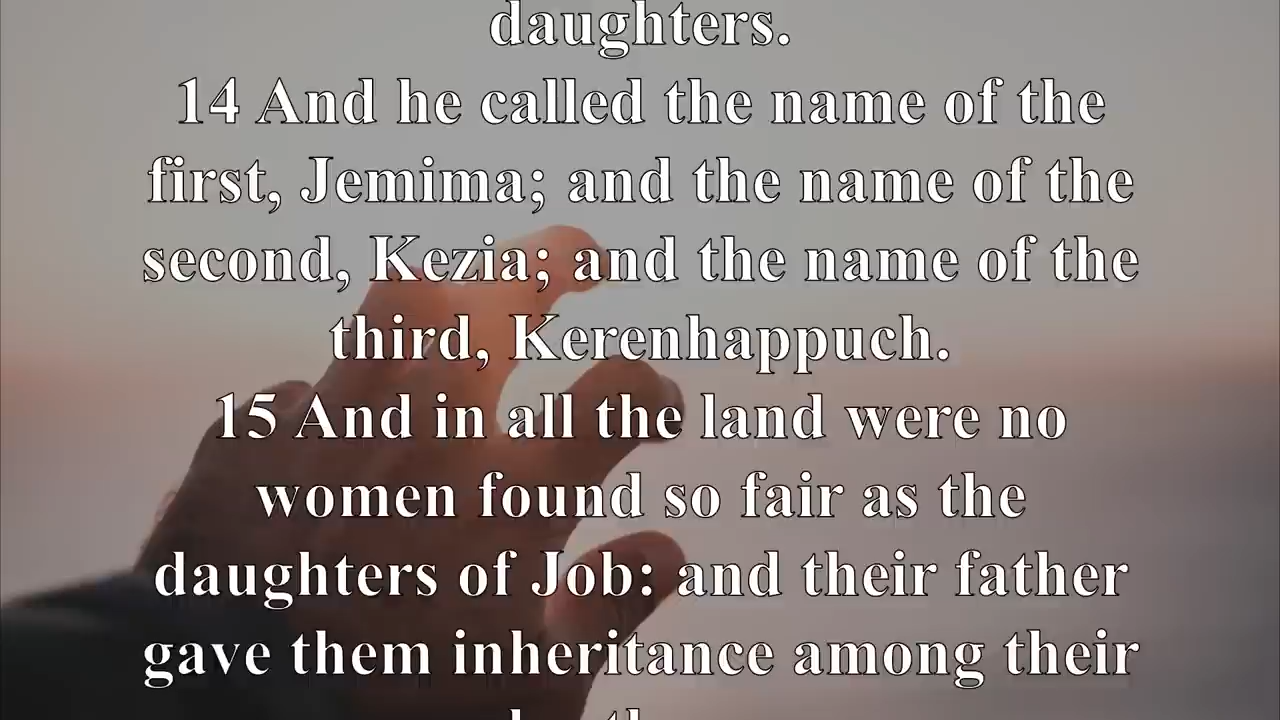 daughters.
14 And he called the name of the
first, Jemima; and the name of the
second, Kezia; and the name of the
third, Kerenhappuch.
15 And in all the land were no
women found so fair as the
daughters of Job: and their father
gave them inheritance among their